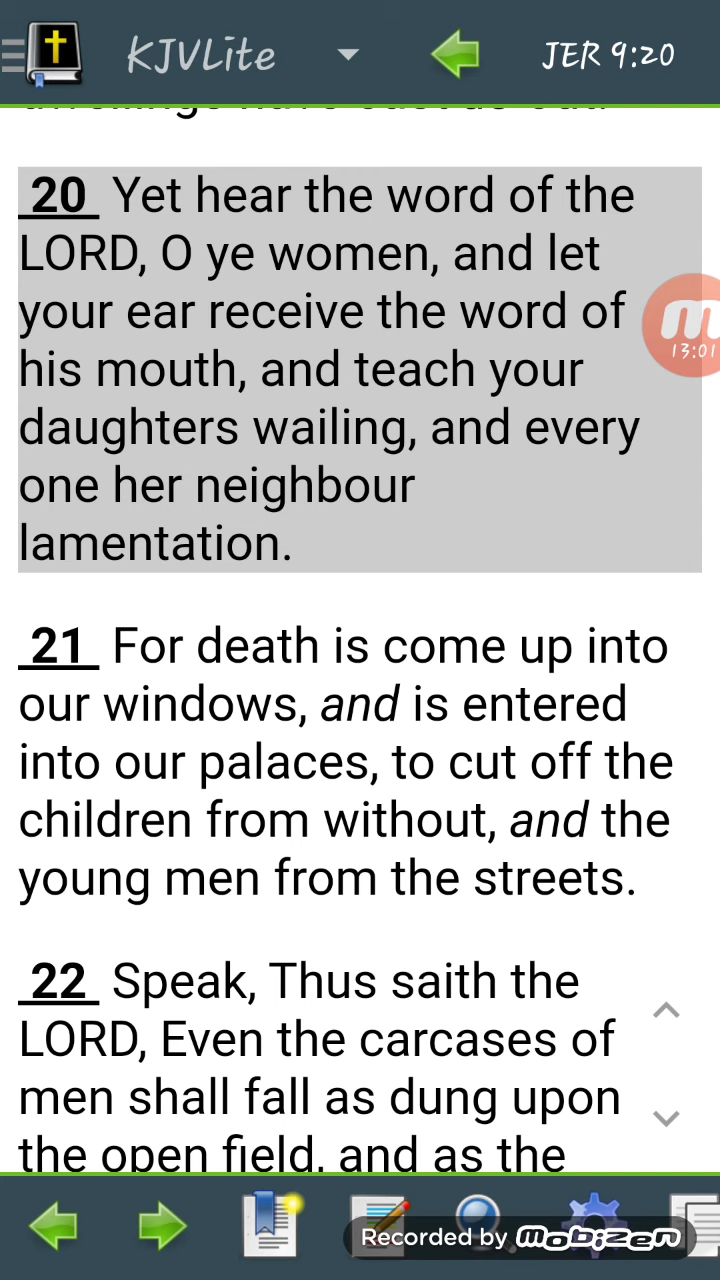 KJVLite
JER 9:20
20 Yet hear the word of the
LORD, O ye women, and let
your ear receive the word of
his mouth, and teach your
daughters wailing, and every
one her neighbour
lamentation.
13:01
21 For death is come up into
our windows, and is entered
into our palaces, to cut off the
children from without, and the
young men from the streets.
22 Speak, Thus saith the
LORD, Even the carcases of
men shall fall as dung upon
the open field, and as the
Recorded by mobizen